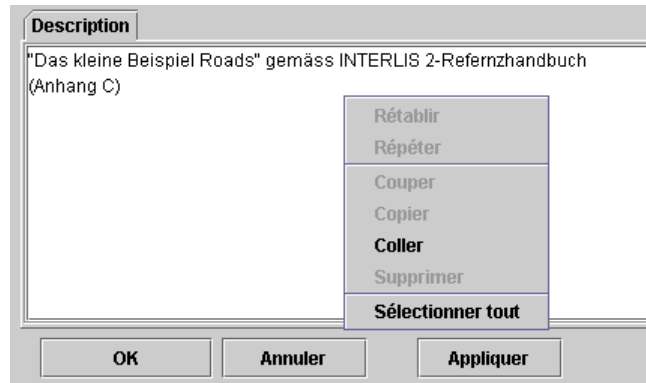 Description
"Das kleine Beispiel Roads" gemäss INTERLIS 2-Refernzhandbuch
(Anhang C)
Rétablir
Répéter
Couper
Copier
Coller
Supprimer
Sélectionner tout
OK Annuler Appliquer